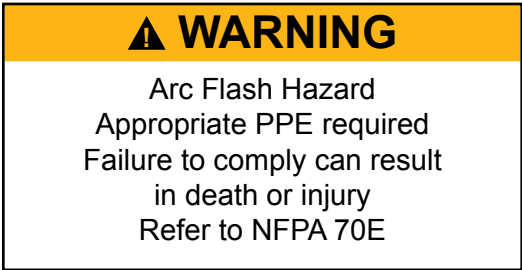 WARNING
Arc Flash Hazard
Appropriate PPE required
Failure to comply can result
in death or injury
Refer to NFPA 70E